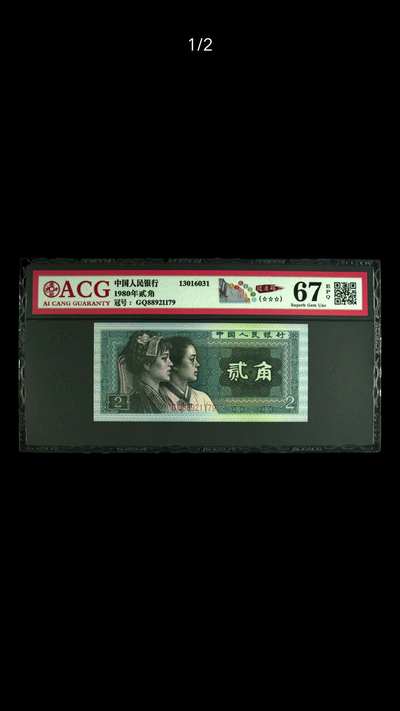 1/2
ACG
AI CANG GUARANTY
中国人民银行 13016031
1980年贰角
冠号： GQ88921179
(☆☆☆)
67 EPQ
Superb Gem Unc
中国人民银行
贰角
GQ88921179
2
2